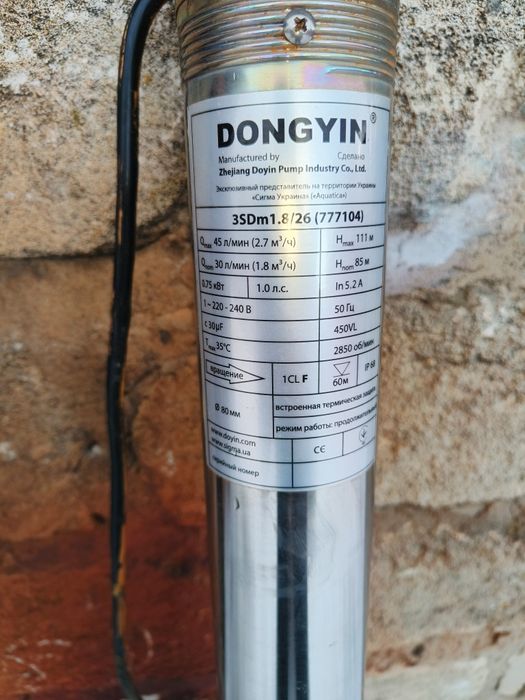 DONGYIN®
Manufactured by Сделано
Zhejiang Doyin Pump Industry Co., Ltd.
Эксклюзивный представитель на территории Украины
«Сигма Украина» («Aquatica»)
3SDm1.8/26 (777104)
Qmax 45 л/мин (2.7 м³/ч) Hmax 111 м
Qnom 30 л/мин (1.8 м³/ч) Hnom 85 м
0.75 кВт 1.0 л.с. In 5.2 A
1~220 - 240 В 50 Гц
c 30µF 450VL
Tmax 35°C 2850 об/мин
вращение 1CL F 60м IP 68
встроенная термическая защита
Ø 80 мм режим работы: продолжительный
www.doyin.com
www.sigma.ua CE
серийный номер